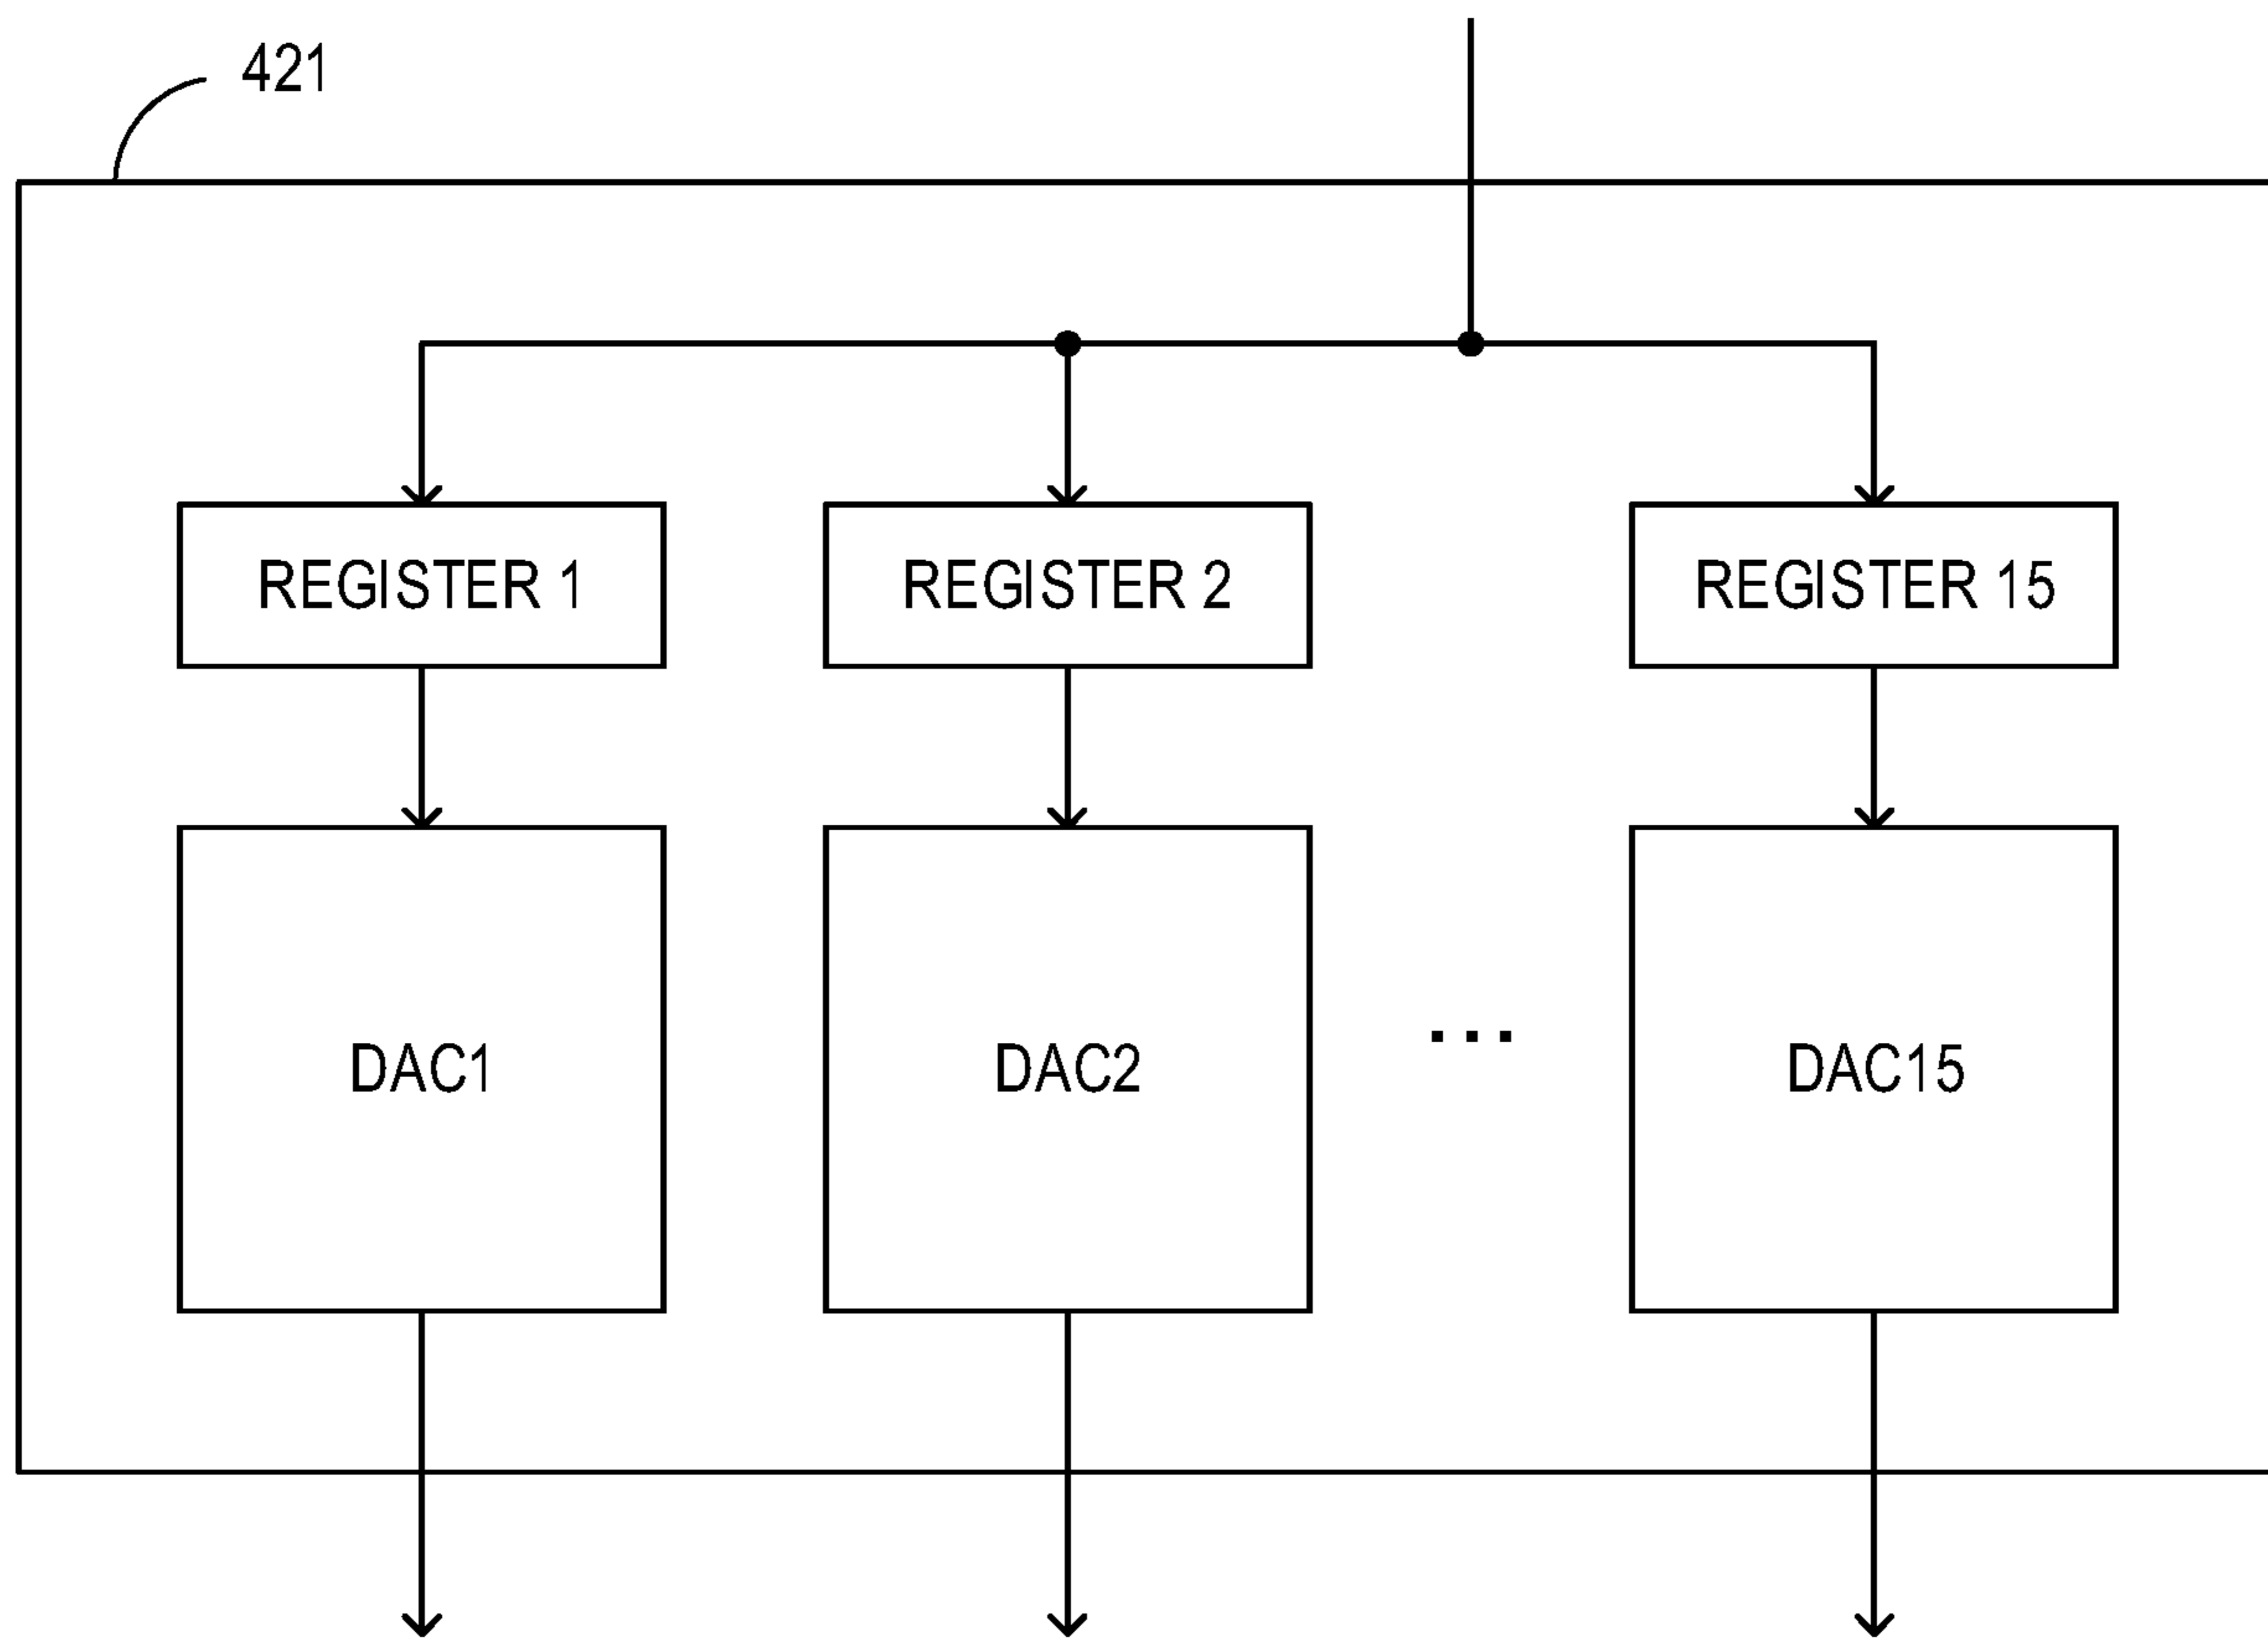 421
REGISTER 1
REGISTER 2
REGISTER 15
DAC1
DAC2
...
DAC15